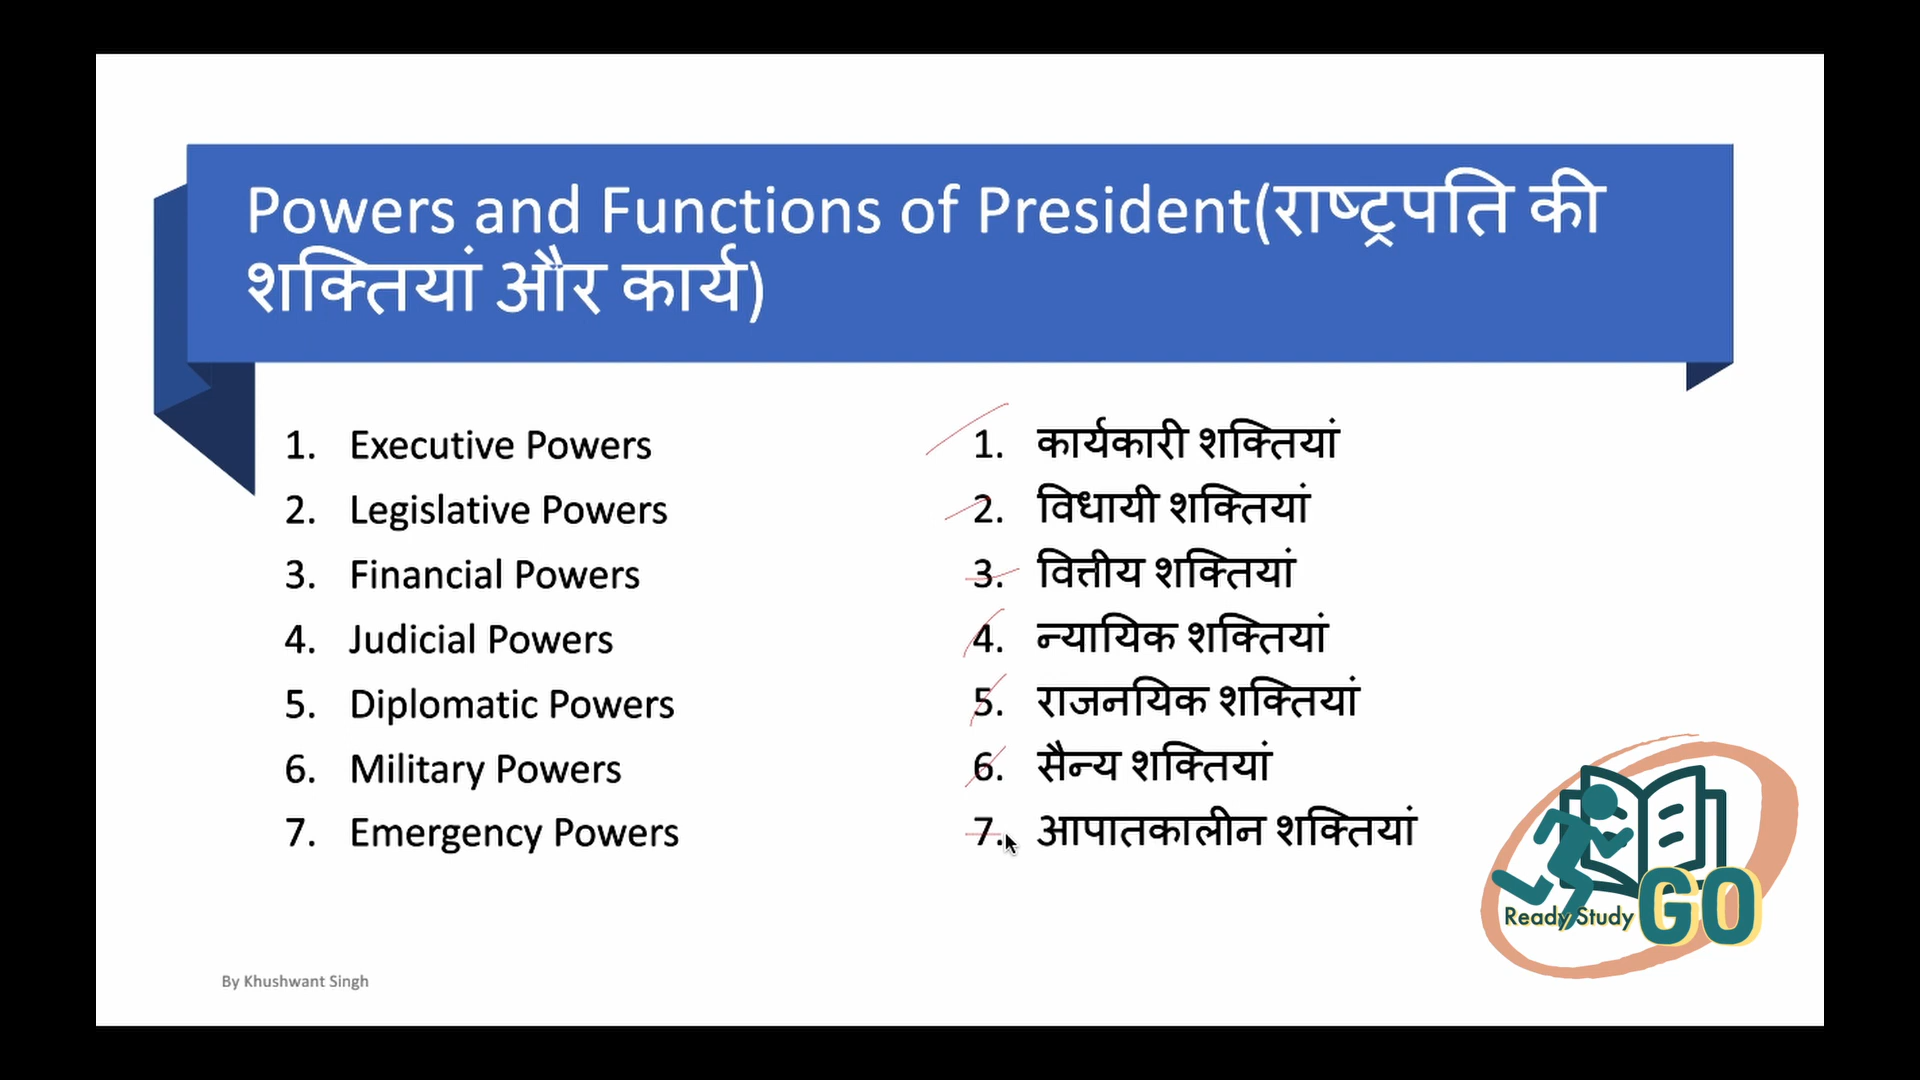 Powers and Functions of President(राष्ट्रपति की
शक्तियां और कार्य)
1. Executive Powers
2. Legislative Powers
3. Financial Powers
4. Judicial Powers
5. Diplomatic Powers
6. Military Powers
7. Emergency Powers
1. कार्यकारी शक्तियां
2. विधायी शक्तियां
3. वित्तीय शक्तियां
4. न्यायिक शक्तियां
5. राजनयिक शक्तियां
6. सैन्य शक्तियां
7. आपातकालीन शक्तियां
Ready Study GO
By Khushwant Singh